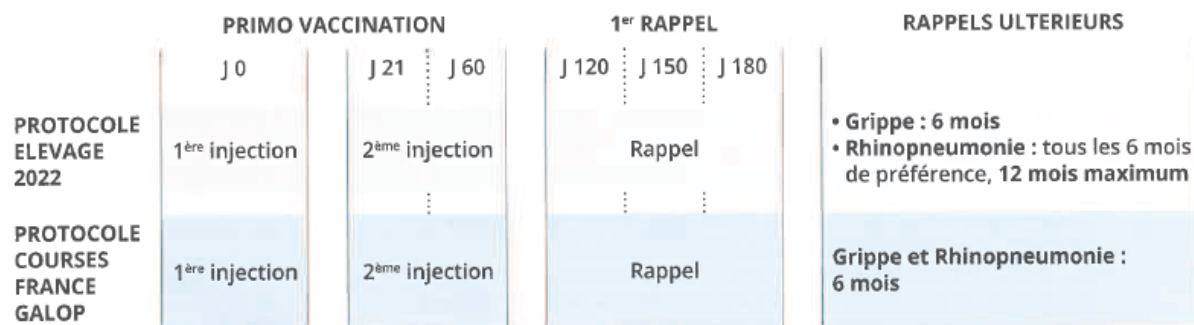 PRIMO VACCINATION
1er RAPPEL
RAPPELS ULTERIEURS
J 0
J 21
J 60
J 120
J 150
J 180
PROTOCOLE
ELEVAGE
2022
1ère injection
2ème injection
Rappel
• Grippe : 6 mois
• Rhinopneumonie : tous les 6 mois
de préférence, 12 mois maximum
PROTOCOLE
COURSES
FRANCE
GALOP
1ère injection
2ème injection
Rappel
Grippe et Rhinopneumonie :
6 mois